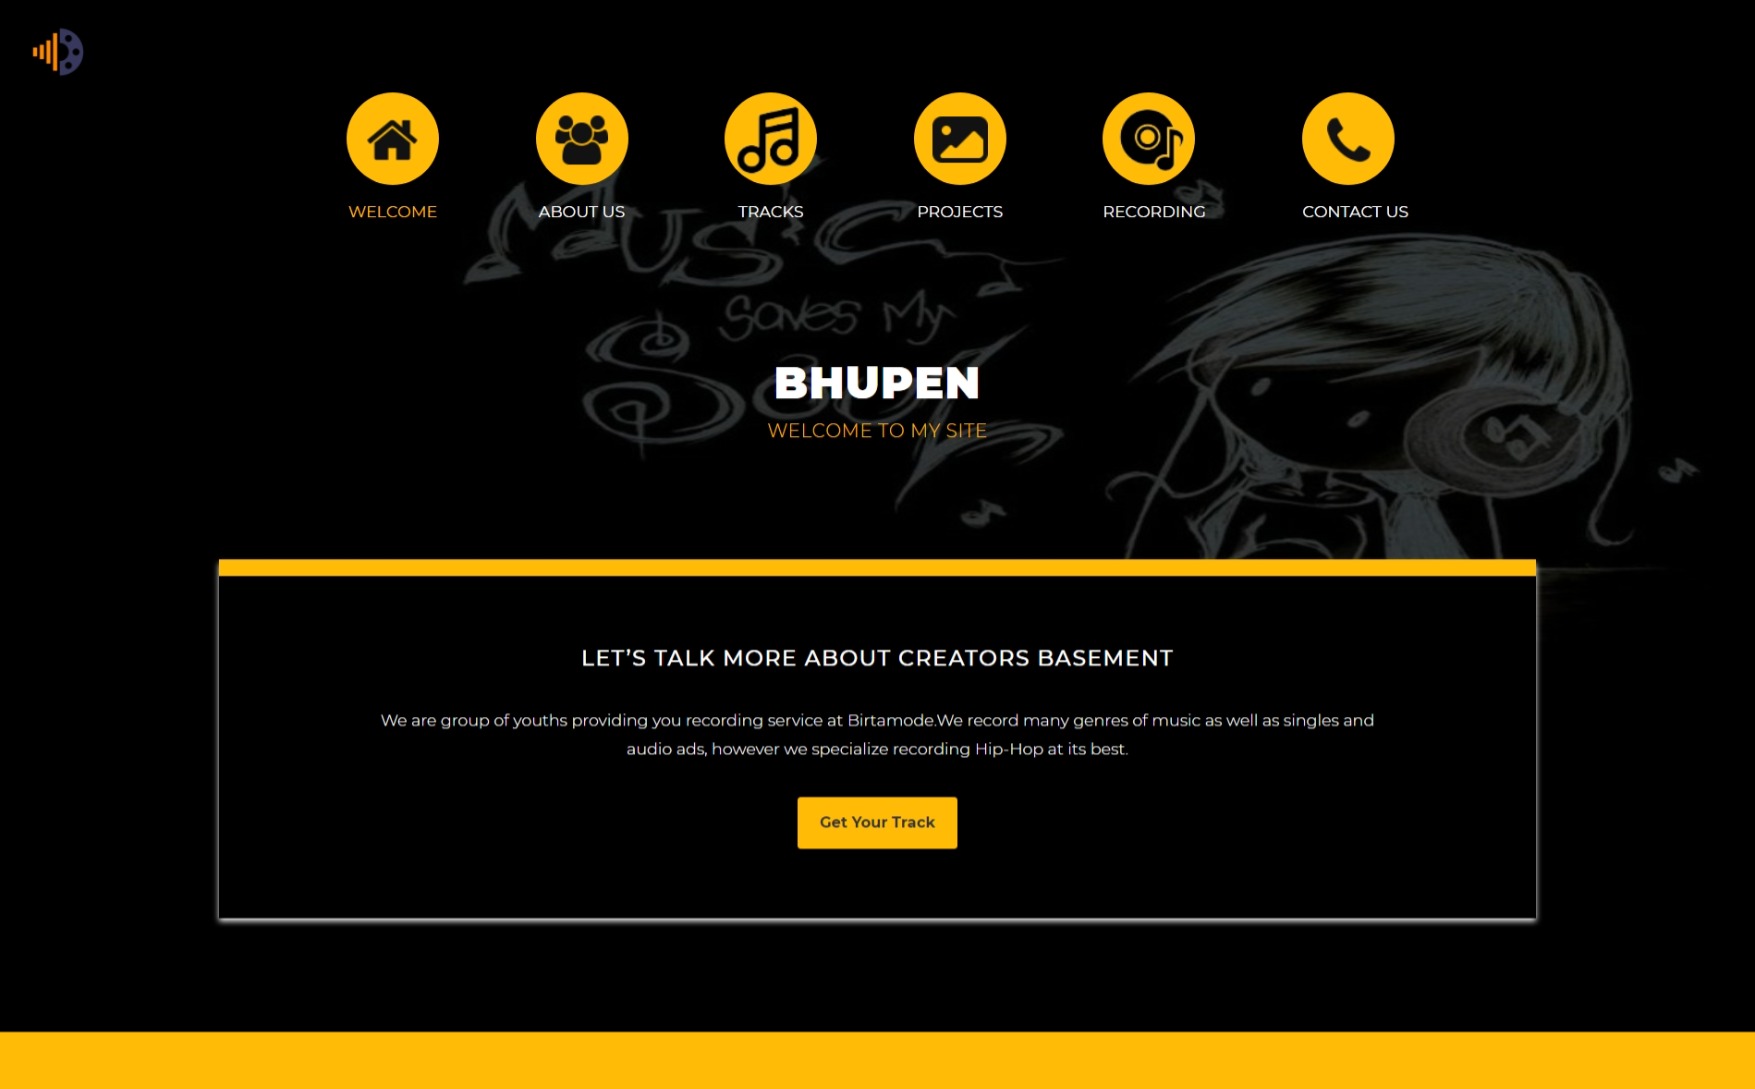 WELCOME
ABOUT US
TRACKS
PROJECTS
RECORDING
CONTACT US
MUSIC
Saves My
Soul
BHUPEN
WELCOME TO MY SITE
LET’S TALK MORE ABOUT CREATORS BASEMENT
We are group of youths providing you recording service at Birtamode.We record many genres of music as well as singles and
audio ads, however we specialize recording Hip-Hop at its best.
Get Your Track